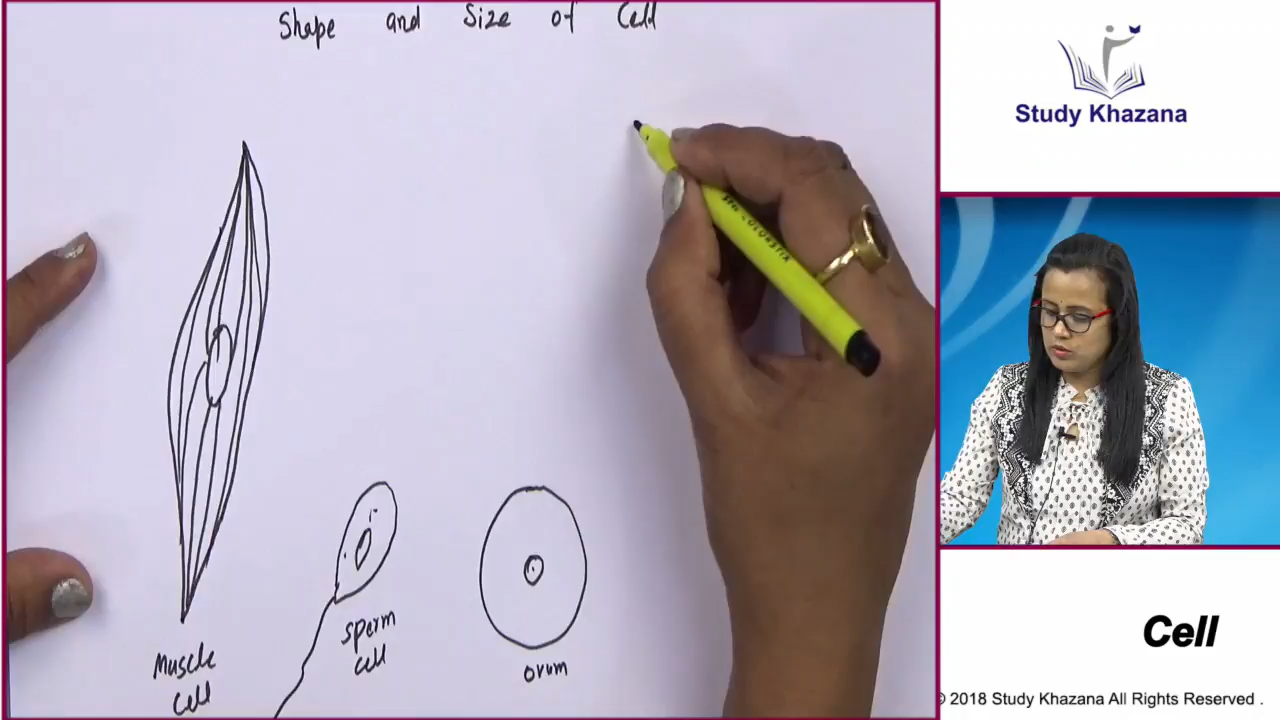 Shape and Size of Cell
Muscle
cell
sperm
cell
ovum
Study Khazana
Cell
© 2018 Study Khazana All Rights Reserved .